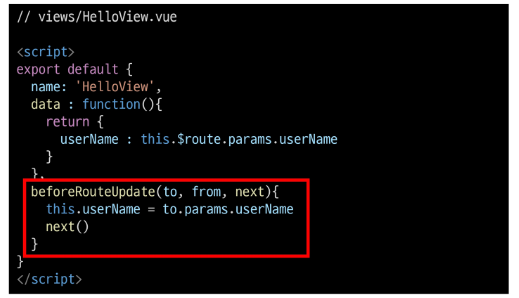 // views/HelloView.vue
<script>
export default {
name: 'HelloView',
data : function(){
return {
userName : this.$route.params.userName
}
},
beforeRouteUpdate(to, from, next){
this.userName = to.params.userName
next()
}
}
</script>